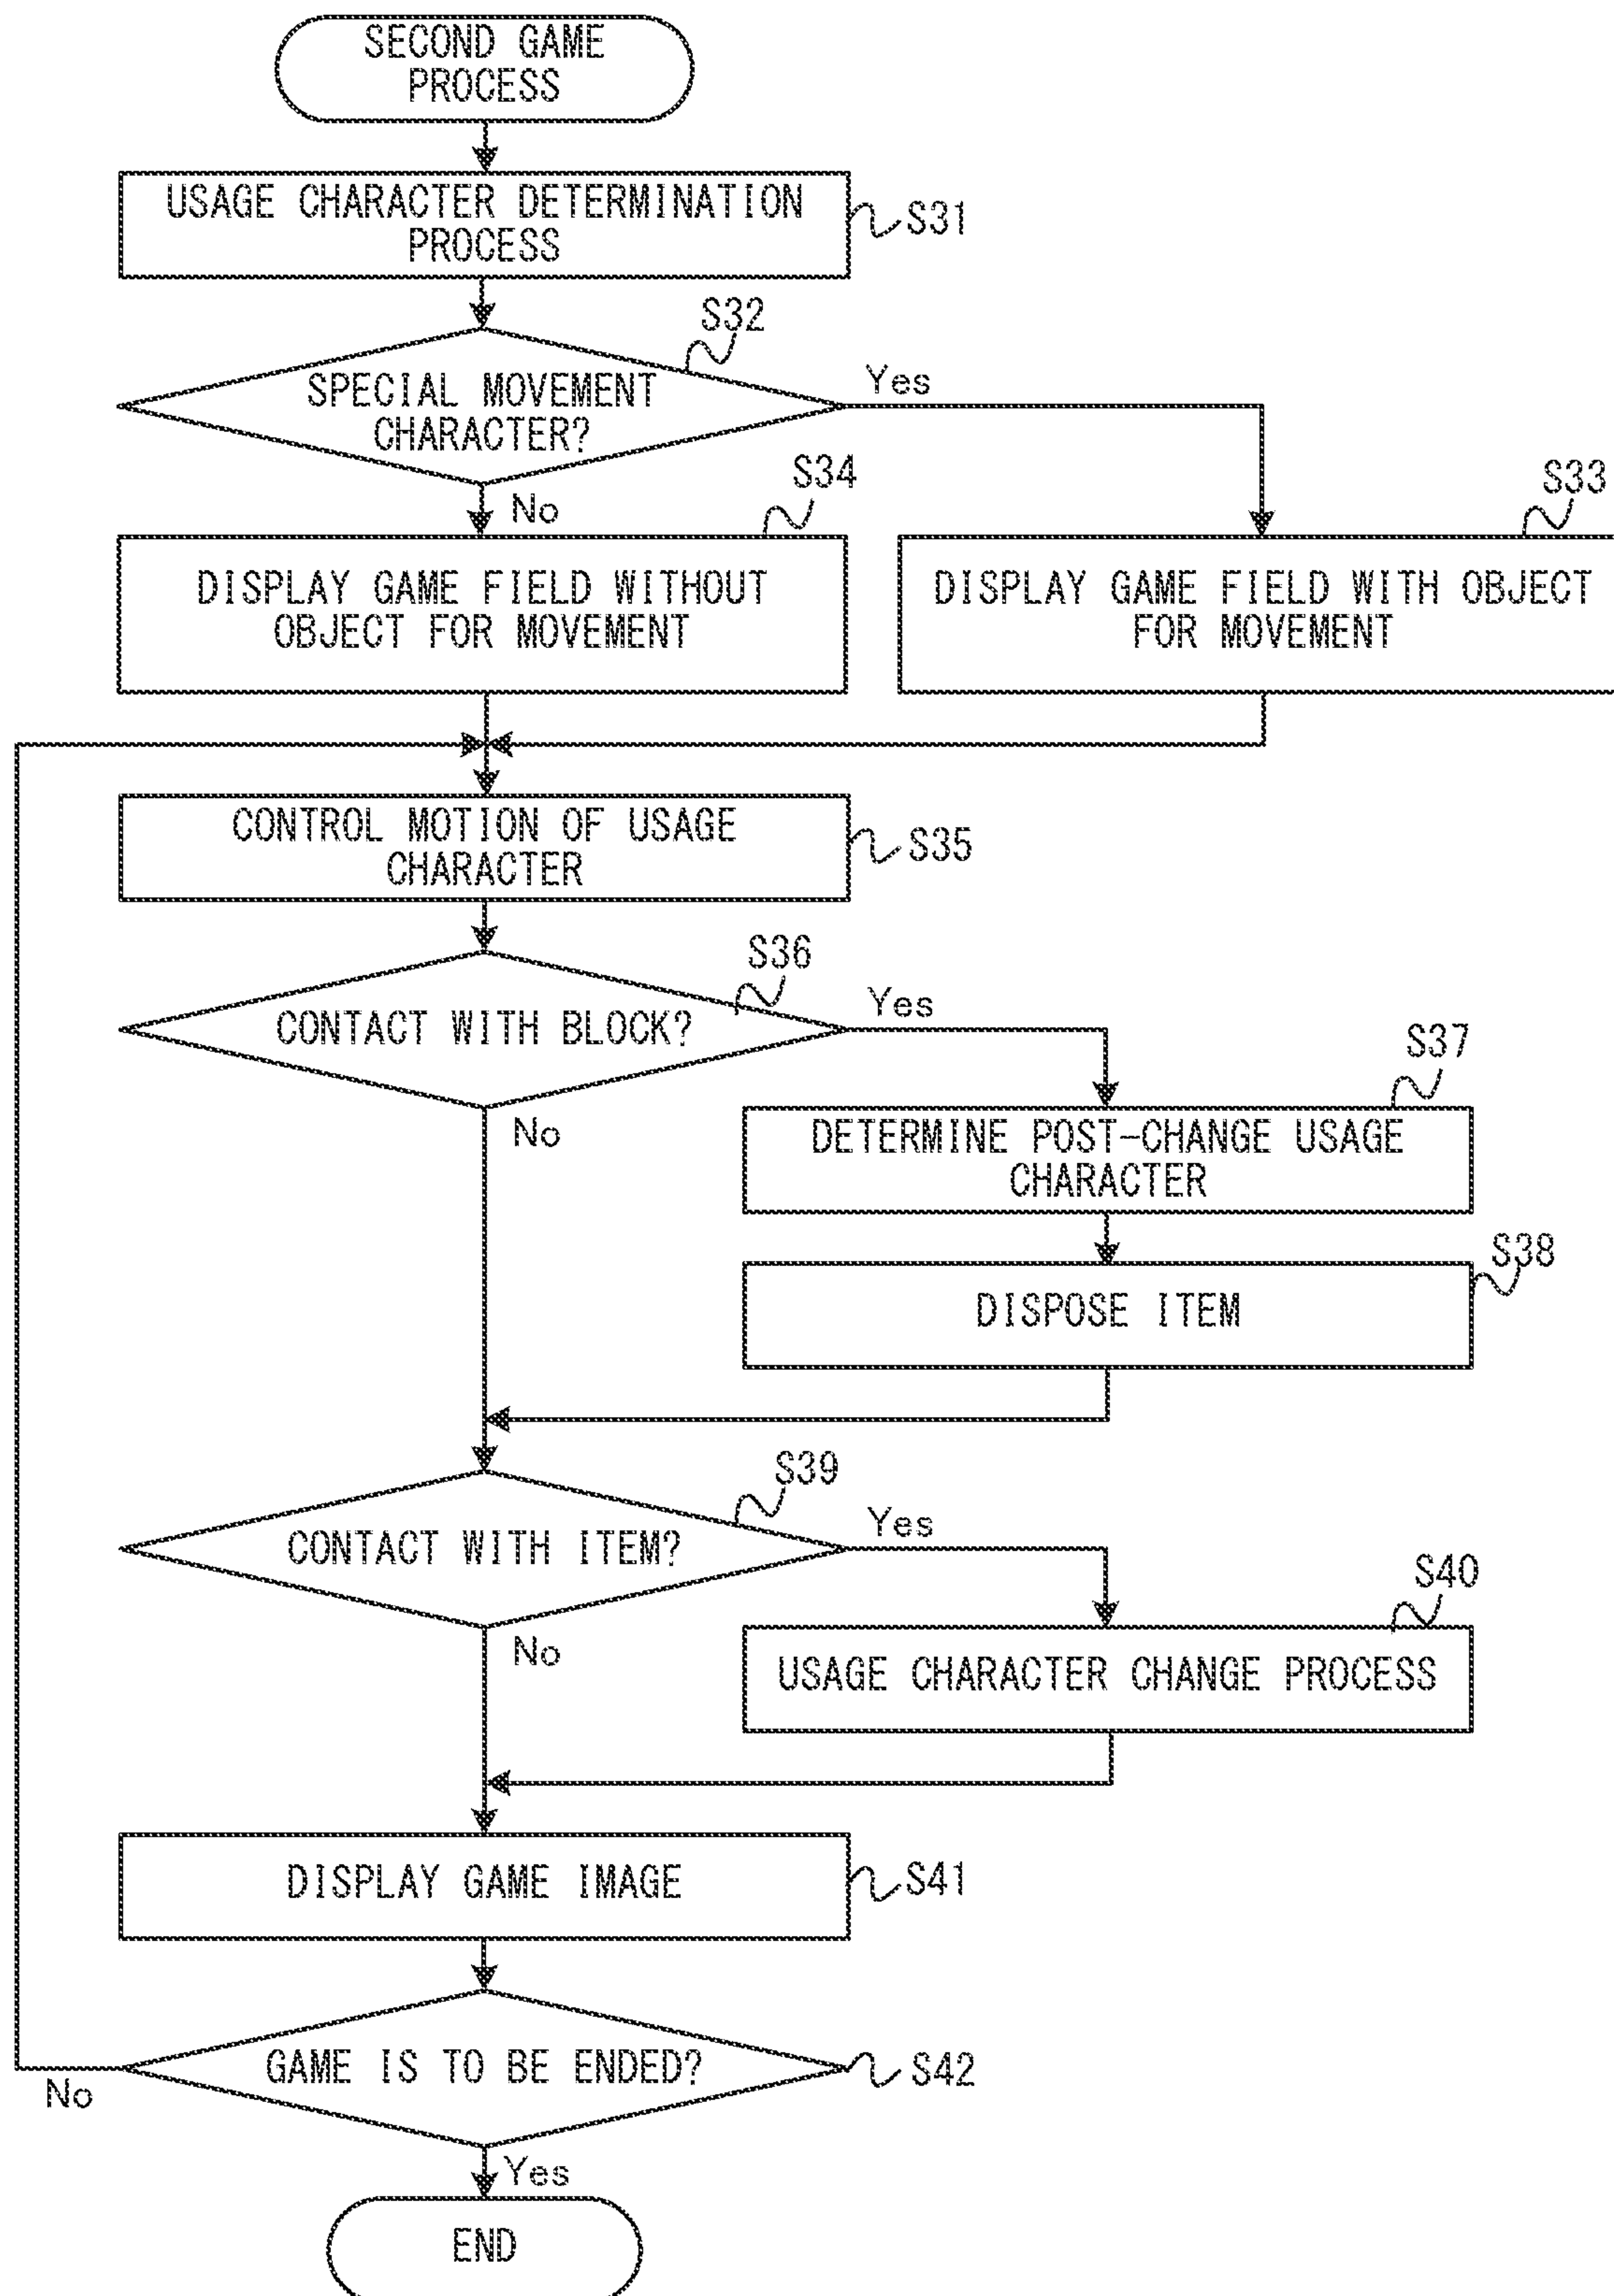 SECOND GAME
PROCESS
USAGE CHARACTER DETERMINATION
PROCESS
S31
S32
SPECIAL MOVEMENT
CHARACTER?
Yes
No
S34
S33
DISPLAY GAME FIELD WITHOUT
OBJECT FOR MOVEMENT
DISPLAY GAME FIELD WITH OBJECT
FOR MOVEMENT
CONTROL MOTION OF USAGE
CHARACTER
S35
S36
CONTACT WITH BLOCK?
Yes
No
S37
DETERMINE POST-CHANGE USAGE
CHARACTER
S38
DISPOSE ITEM
S39
CONTACT WITH ITEM?
Yes
No
S40
USAGE CHARACTER CHANGE PROCESS
DISPLAY GAME IMAGE
S41
GAME IS TO BE ENDED?
S42
No
Yes
END